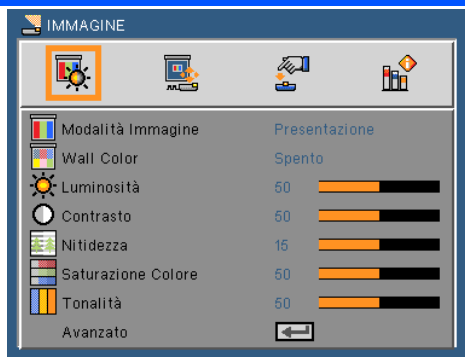 IMMAGINE
Modalità Immagine Presentazione
Wall Color Spento
Luminosità 50
Contrasto 50
Nitidezza 15
Saturazione Colore 50
Tonalità 50
Avanzato